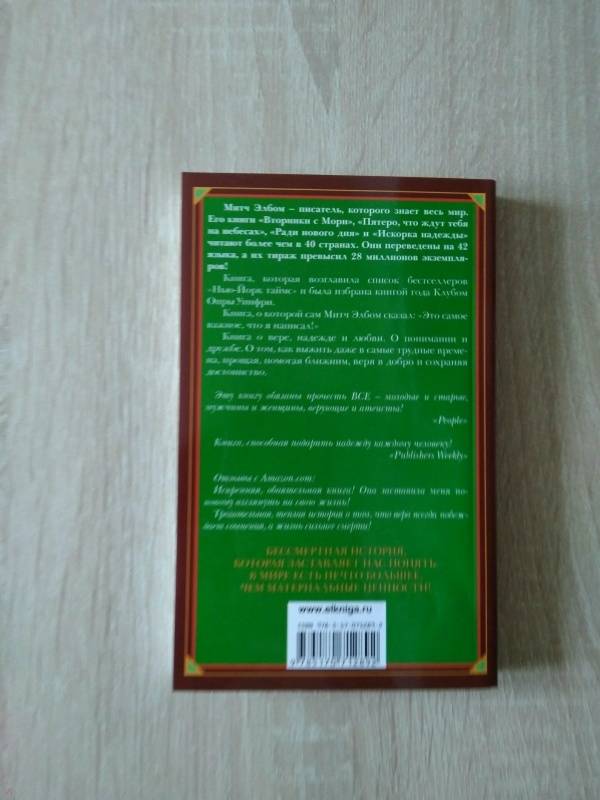 Митч Элбом – писатель, которого знает весь мир.
Его книги «Вторники с Мори», «Пятеро, что ждут тебя
на небесах», «Ради нового дня» и «Искорка надежды»
читают более чем в 40 странах. Они переведены на 42
языка, а их тираж превысил 28 миллионов экземпля-
ров!
Книга, которая возглавила список бестселлеров
«Нью-Йорк таймс» и была избрана книгой года Клубом
Опры Уинфри.
Книга, о которой сам Митч Элбом сказал: «Это самое
важное, что я написал!»
Книга о вере, надежде и любви. О понимании и
дружбе. О том, как выжить даже в самые трудные време-
на, прощая, помогая ближним, веря в добро и сохраняя
достоинство.
Эту книгу обязаны прочесть ВСЕ – молодые и старые,
мужчины и женщины, верующие и атеисты!
«People»
Книга, способная подарить надежду каждому человеку!
«Publishers Weekly»
Отзывы с Amazon.com:
Искренняя, обаятельная книга! Она заставила меня по-
новому взглянуть на свою жизнь!
Трогательная, теплая история о том, что вера всегда побеж-
дает сомнения, а жизнь сильнее смерти!
БЕССМЕРТНАЯ ИСТОРИЯ,
КОТОРАЯ ЗАСТАВЛЯЕТ НАС ПОНЯТЬ:
В МИРЕ ЕСТЬ НЕЧТО БОЛЬШЕЕ,
ЧЕМ МАТЕРИАЛЬНЫЕ ЦЕННОСТИ!
www.elkniga.ru